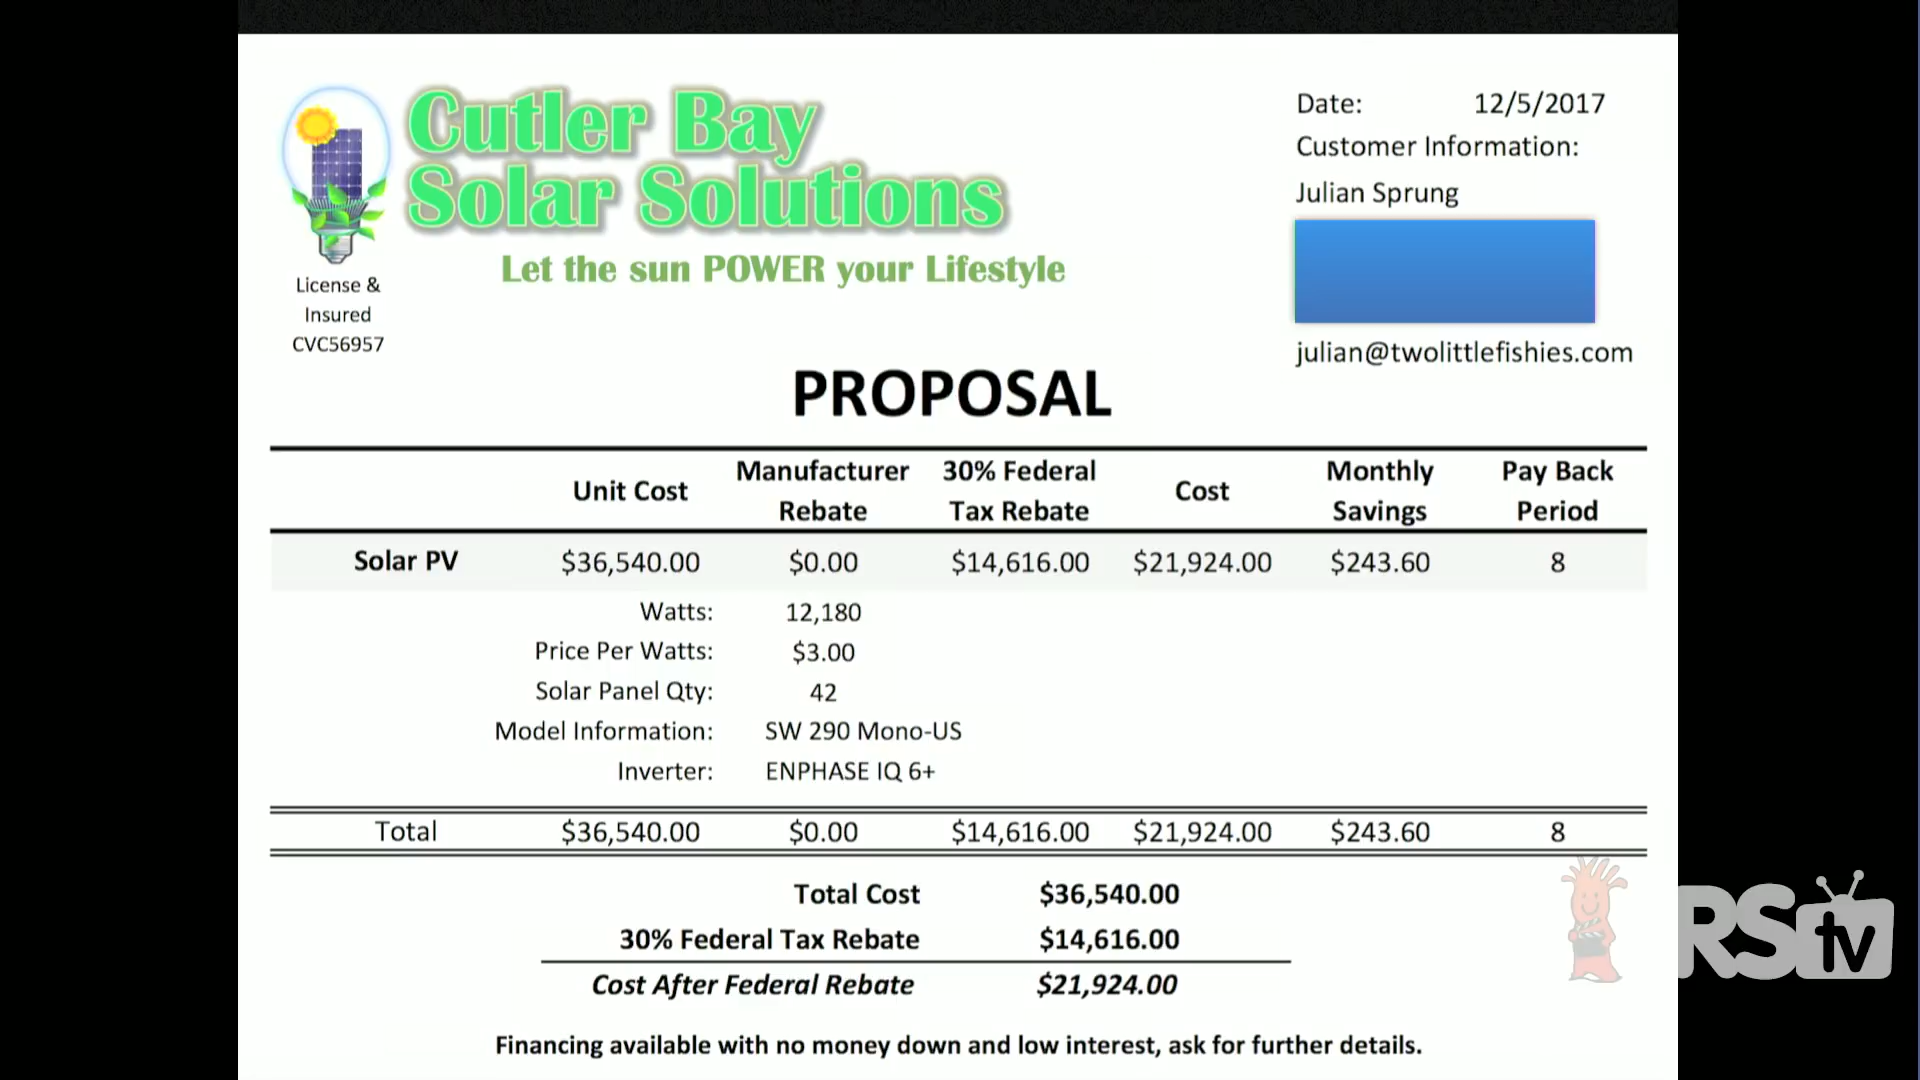 Cutler Bay
Solar Solutions
Let the sun POWER your Lifestyle
License &
Insured
CVC56957
Date: 12/5/2017
Customer Information:
Julian Sprung
julian@twolittlefishies.com
PROPOSAL
Unit Cost Manufacturer Rebate 30% Federal Tax Rebate Cost Monthly Savings Pay Back Period
Solar PV $36,540.00 $0.00 $14,616.00 $21,924.00 $243.60 8
Watts: 12,180
Price Per Watts: $3.00
Solar Panel Qty: 42
Model Information: SW 290 Mono-US
Inverter: ENPHASE IQ 6+
Total $36,540.00 $0.00 $14,616.00 $21,924.00 $243.60 8
Total Cost $36,540.00
30% Federal Tax Rebate $14,616.00
Cost After Federal Rebate $21,924.00
Financing available with no money down and low interest, ask for further details.
RStv